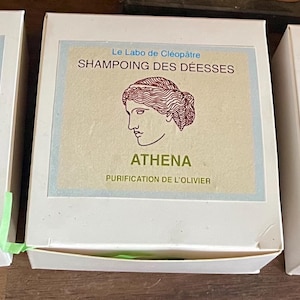 Le Labo de Cléopâtre
SHAMPOING DES DÉESSES
ATHENA
PURIFICATION DE L'OLIVIER